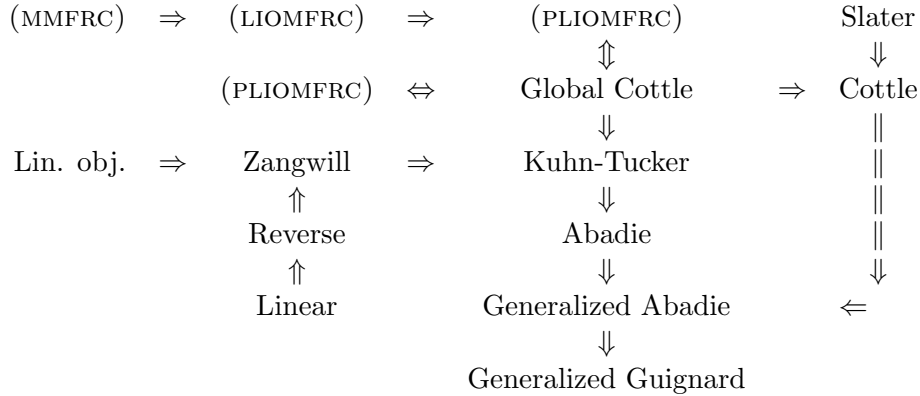 (MMFRC) ⇒ (LIOMFRC) ⇒ (PLIOMFRC) Slater
⇕ ⇓
(PLIOMFRC) ⇔ Global Cottle ⇒ Cottle
⇓ ||
Lin. obj. ⇒ Zangwill ⇒ Kuhn-Tucker ||
⇑ ⇓ ||
Reverse Abadie ||
⇑ ⇓ ⇓
Linear Generalized Abadie ⇐
⇓
Generalized Guignard